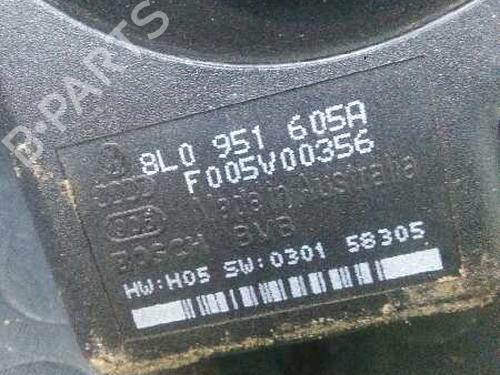 B-PARTS
8L0 951 605A
F005V00356
Made in Australia
BOSCH BVB
HW:H05 SW:0301 58305